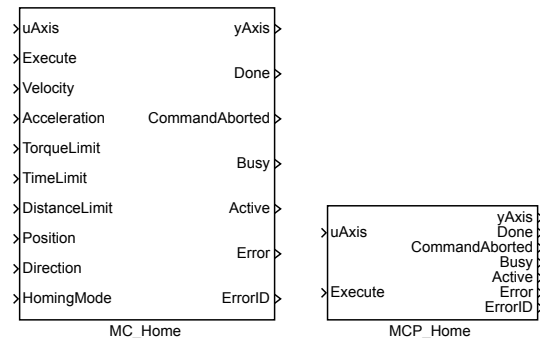 uAxis
Execute
Velocity
Acceleration
TorqueLimit
TimeLimit
DistanceLimit
Position
Direction
HomingMode
yAxis
Done
CommandAborted
Busy
Active
Error
ErrorID
MC_Home
uAxis
Execute
yAxis
Done
CommandAborted
Busy
Active
Error
ErrorID
MCP_Home